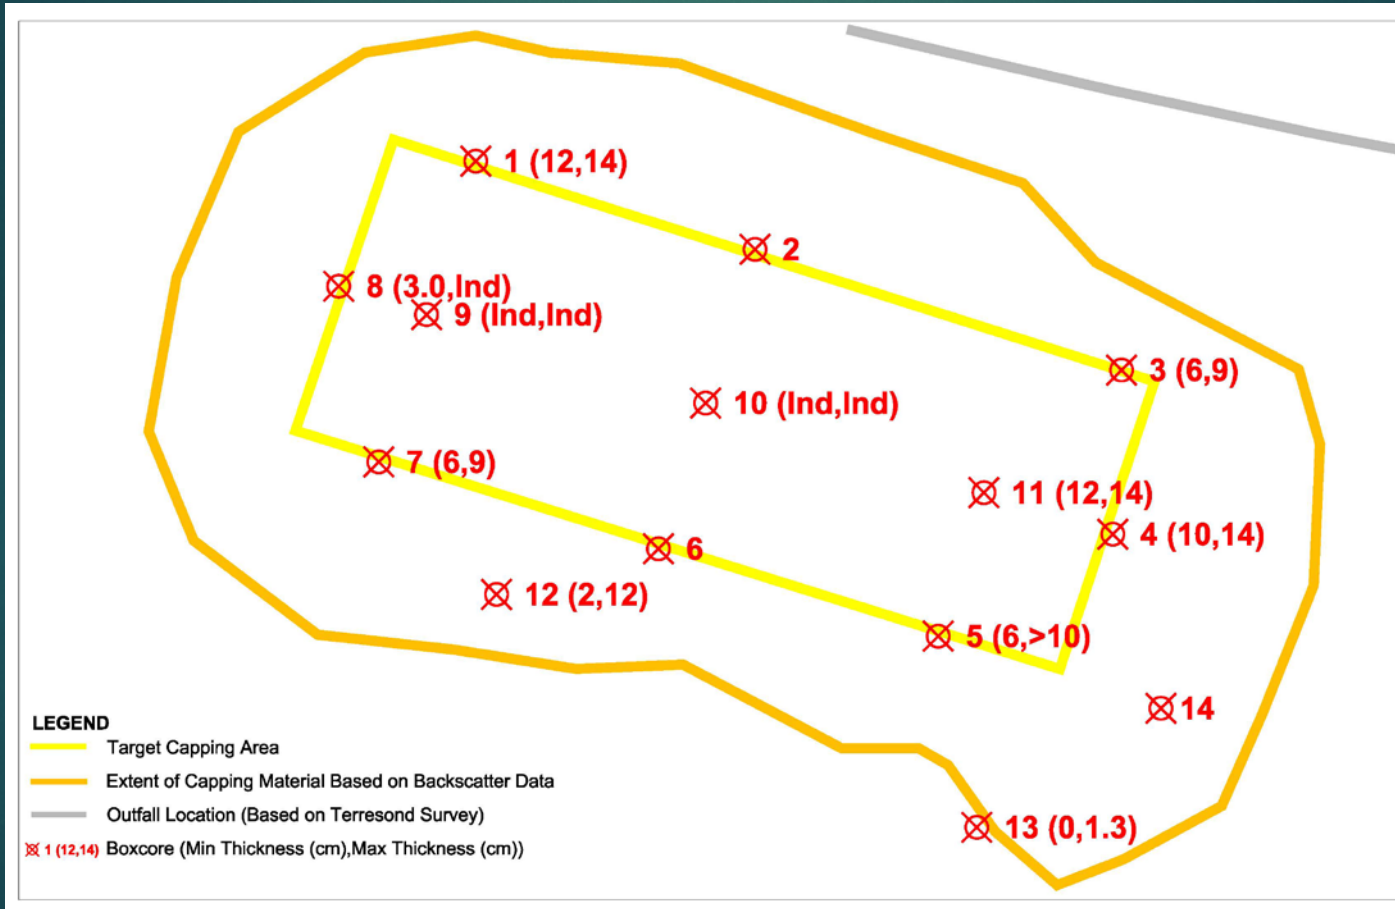 1 (12,14)
2
8 (3.0,Ind)
9 (Ind,Ind)
3 (6,9)
10 (Ind,Ind)
7 (6,9)
11 (12,14)
4 (10,14)
6
12 (2,12)
5 (6,>10)
14
13 (0,1.3)
LEGEND
Target Capping Area
Extent of Capping Material Based on Backscatter Data
Outfall Location (Based on Terresond Survey)
1 (12,14) Boxcore (Min Thickness (cm),Max Thickness (cm))